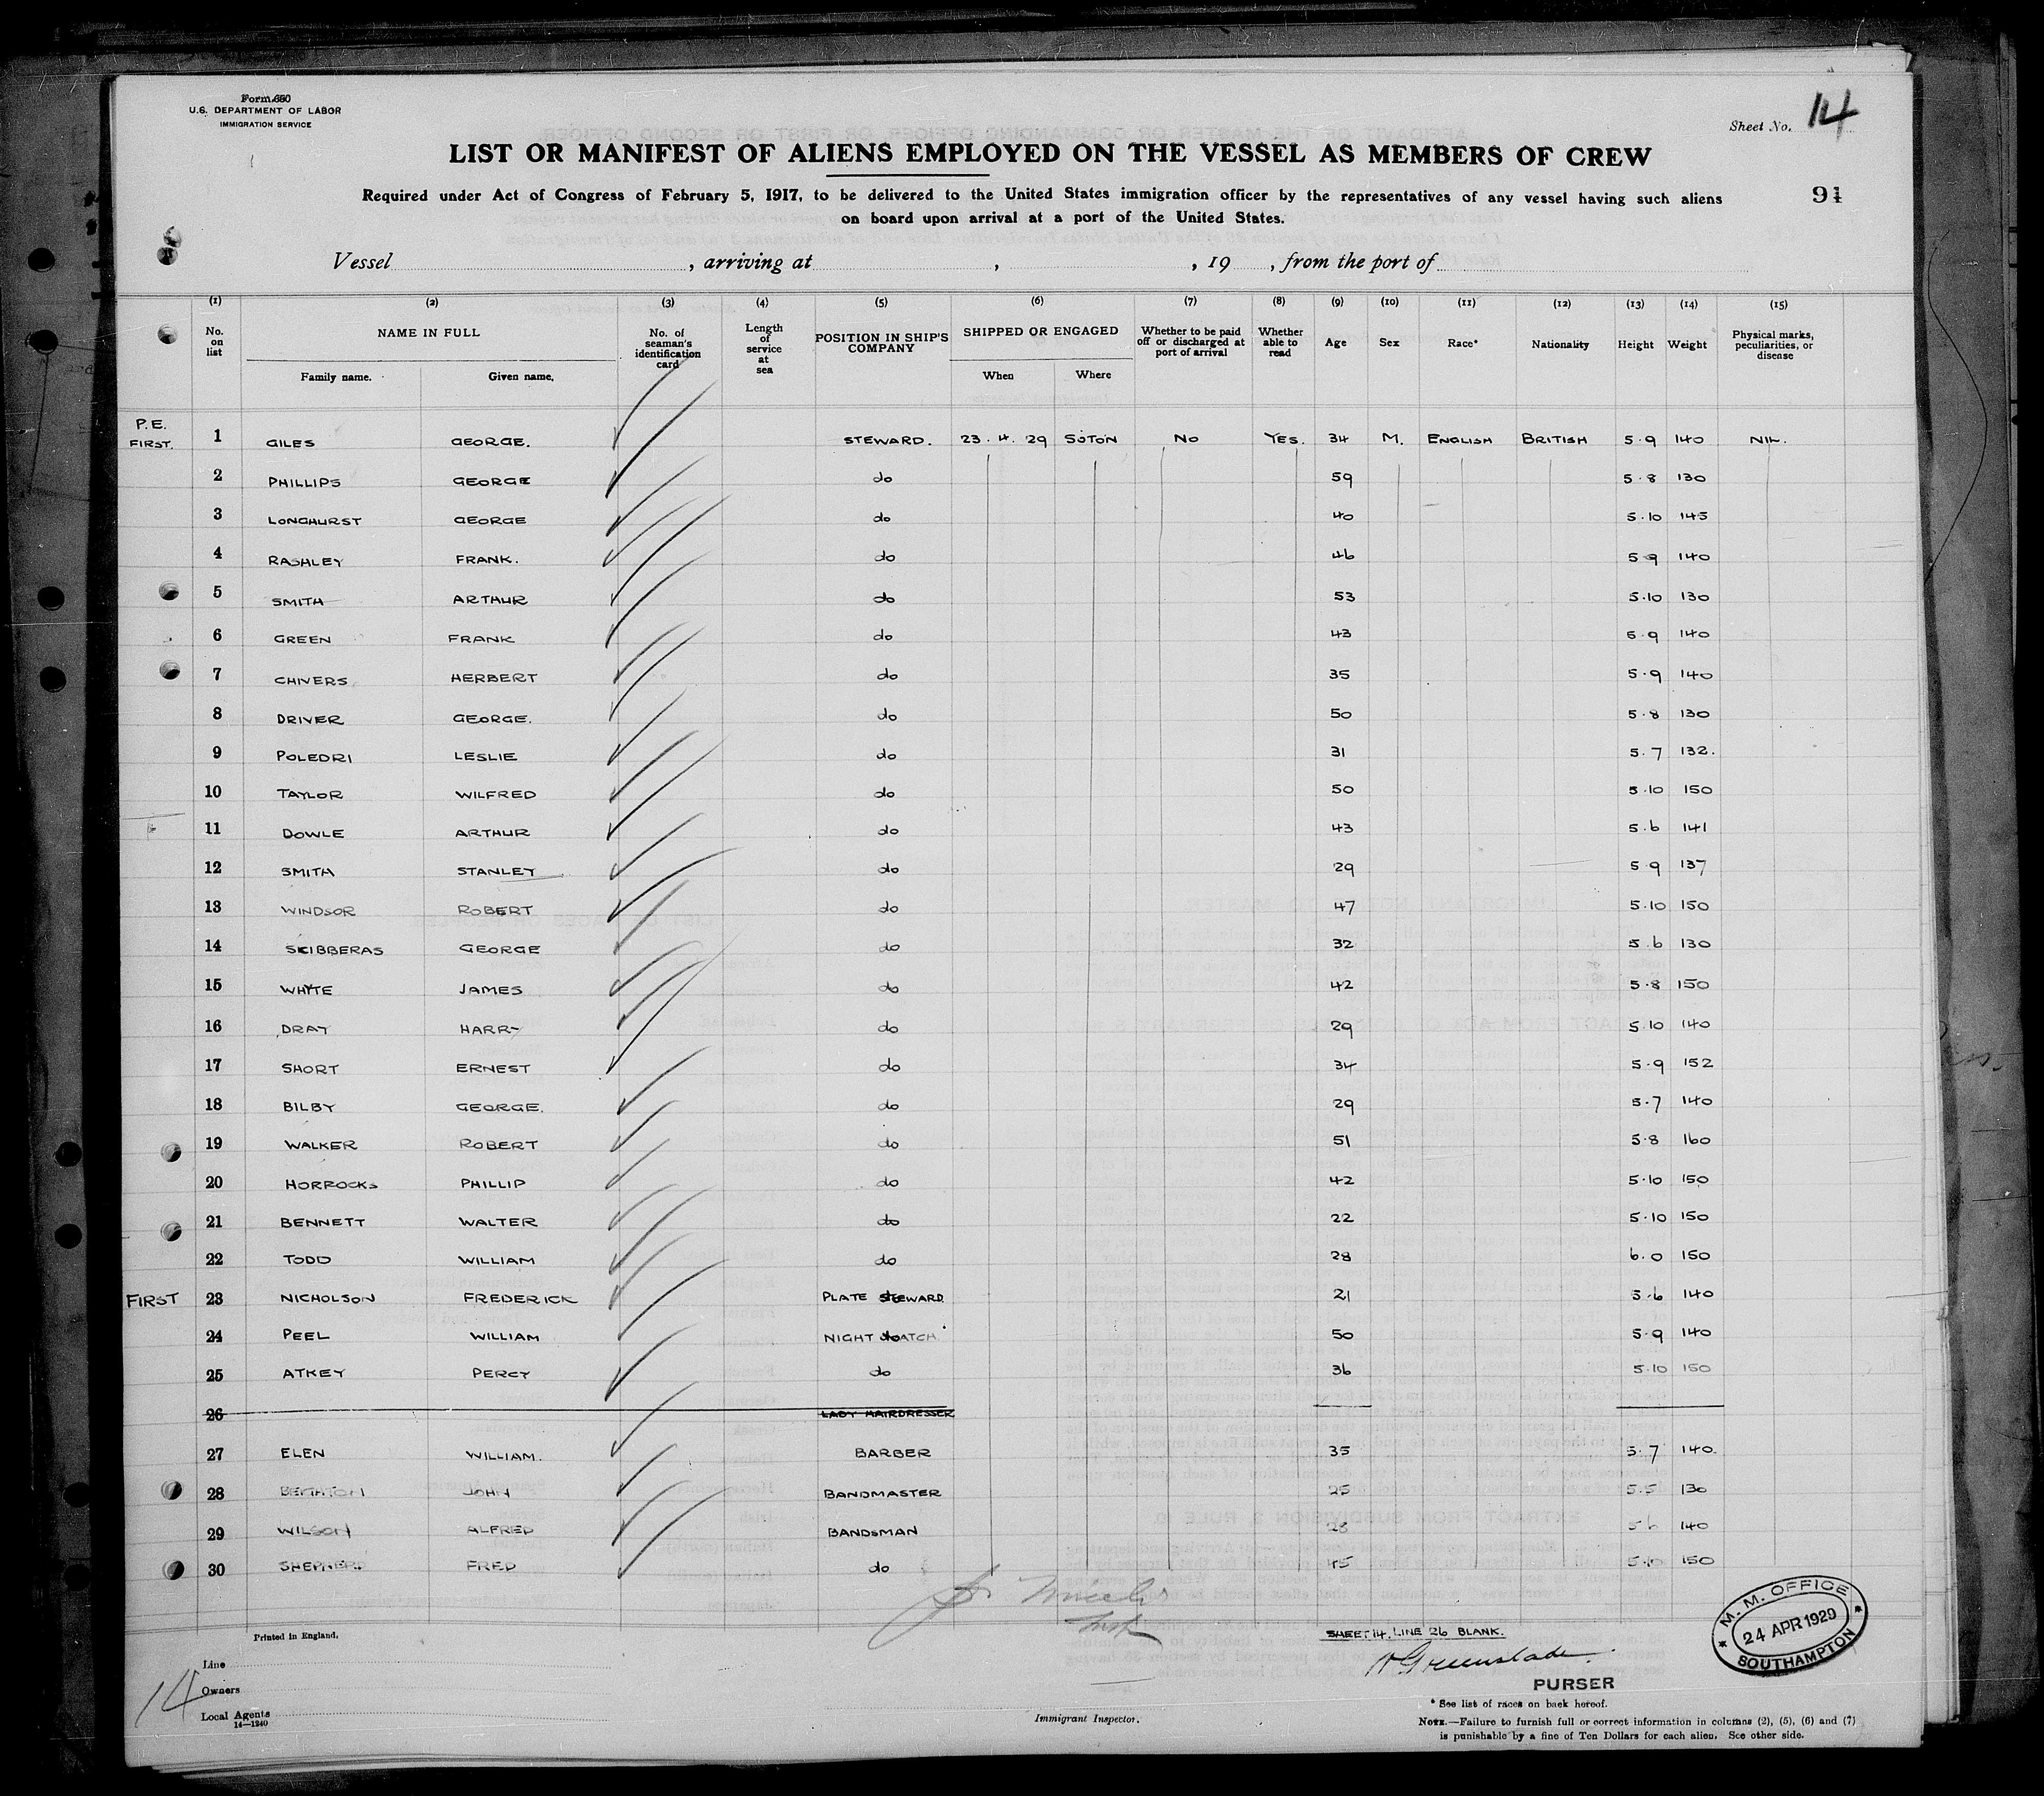 Form 680
U.S. DEPARTMENT OF LABOR
IMMIGRATION SERVICE
Sheet No. 14
LIST OR MANIFEST OF ALIENS EMPLOYED ON THE VESSEL AS MEMBERS OF CREW
Required under Act of Congress of February 5, 1917, to be delivered to the United States immigration officer by the representatives of any vessel having such aliens
on board upon arrival at a port of the United States.
91
Vessel , arriving at , , 19 , from the port of
(1) (2) (3) (4) (5) (6) (7) (8) (9) (10) (11) (12) (13) (14) (15)
No. on list NAME IN FULL Family name. Given name. No. of seaman's identification card Length of service at sea POSITION IN SHIP'S COMPANY SHIPPED OR ENGAGED When Where Whether to be paid off or discharged at port of arrival Whether able to read Age Sex Race* Nationality Height Weight Physical marks, peculiarities, or disease
P.E. FIRST. 1 GILES GEORGE. STEWARD. 23.4.29 SOTON NO YES. 34 M. ENGLISH BRITISH 5.9 140 NIL.
2 PHILLIPS GEORGE do 59 5.8 130
3 LONGHURST GEORGE do 40 5.10 145
4 RASHLEY FRANK. do 46 5 9 140
5 SMITH ARTHUR do 53 5.10 130
6 GREEN FRANK do 43 5.9 140
7 CHIVERS HERBERT do 35 5.9 140
8 DRIVER GEORGE. do 50 5.8 130
9 POLEDRI LESLIE do 31 5.7 132.
10 TAYLOR WILFRED do 50 5.10 150
11 DOWLE ARTHUR do 43 5.6 141
12 SMITH STANLEY do 29 5 9 137
13 WINDSOR ROBERT do 47 5.10 150
14 SKIBBERAS GEORGE do 32 5.6 130
15 WHYTE JAMES do 42 5.8 150
16 DRAY HARRY do 29 5.10 140
17 SHORT ERNEST do 34 5.9 152
18 BILBY GEORGE. do 29 5.7 140
19 WALKER ROBERT do 51 5.8 160
20 HORROCKS PHILLIP do 42 5.10 150
21 BENNETT WALTER do 22 5.10 150
22 TODD WILLIAM do 28 6.0 150
FIRST 23 NICHOLSON FREDERICK PLATE STEWARD. 21 5.6 140
24 PEEL WILLIAM NIGHT WATCH 50 5.9 140
25 ATKEY PERCY do 36 5.10 150
26 LADY HAIRDRESSER
27 ELEN WILLIAM. BARBER 35 5.7 140.
28 JOHN BANDMASTER 25 5.5 130
29 WILSON ALFRED BANDSMAN 28 5 6 140
30 FRED do 45 150
SHEET 14, LINE 26 BLANK.
H Greenslade
PURSER
M. M. OFFICE
24 APR 1929
SOUTHAMPTON
Printed in England.
Line
Owners
Local Agents
14—1240
14
Immigrant Inspector.
* See list of races on back hereof.
NOTE.—Failure to furnish full or correct information in columns (2), (5), (6) and (7)
is punishable by a fine of Ten Dollars for each alien. See other side.